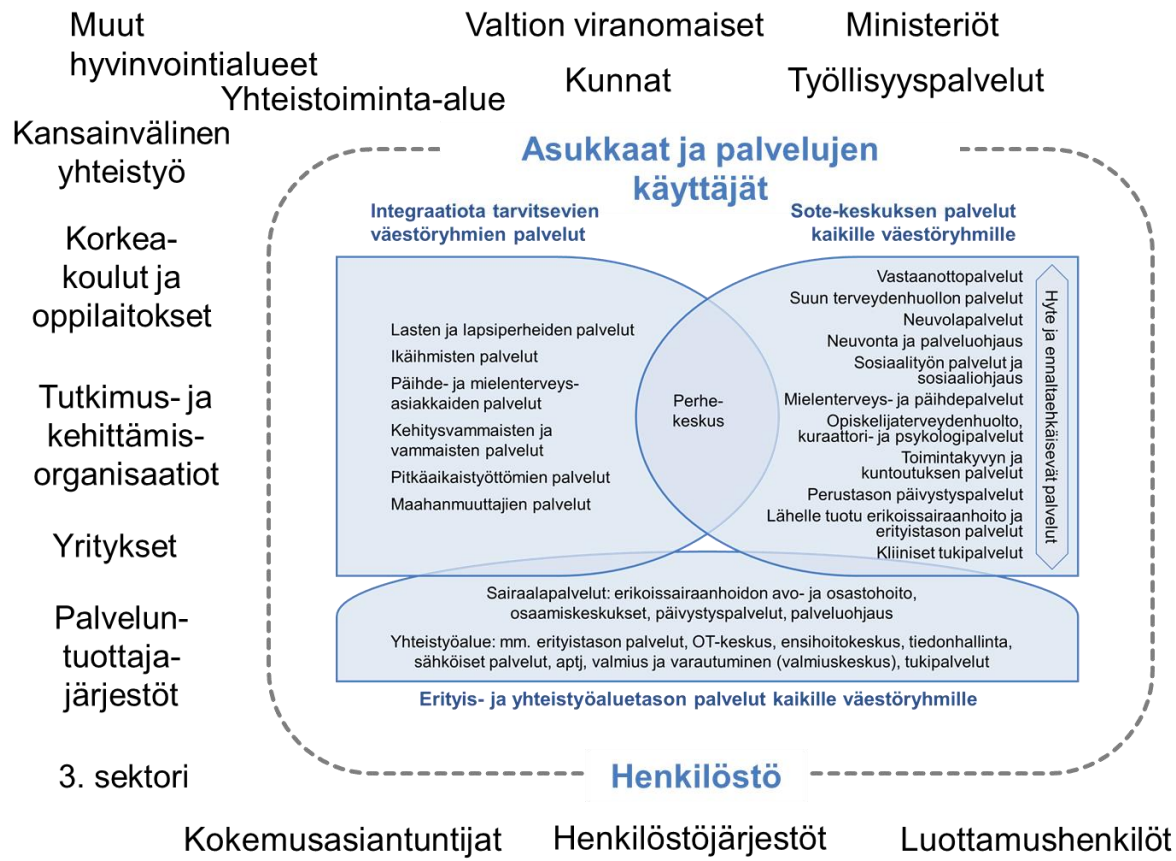 Muut
hyvinvointialueet
Valtion viranomaiset
Ministeriöt
Yhteistoiminta-alue
Kunnat
Työllisyyspalvelut
Kansainvälinen
yhteistyö
Korkea-
koulut ja
oppilaitokset
Tutkimus- ja
kehittämis-
organisaatiot
Yritykset
Palvelun-
tuottaja-
järjestöt
3. sektori
Asukkaat ja palvelujen
käyttäjät
Integraatiota tarvitsevien
väestöryhmien palvelut
Lasten ja lapsiperheiden palvelut
Ikäihmisten palvelut
Päihde- ja mielenterveys-
asiakkaiden palvelut
Kehitysvammaisten ja
vammaisten palvelut
Pitkäaikaistyöttömien palvelut
Maahanmuuttajien palvelut
Perhe-
keskus
Sote-keskuksen palvelut
kaikille väestöryhmille
Vastaanottopalvelut
Suun terveydenhuollon palvelut
Neuvolapalvelut
Neuvonta ja palveluohjaus
Sosiaalityön palvelut ja
sosiaaliohjaus
Mielenterveys- ja päihdepalvelut
Opiskelijaterveydenhuolto,
kuraattori- ja psykologipalvelut
Toimintakyvyn ja
kuntoutuksen palvelut
Perustason päivystyspalvelut
Lähelle tuotu erikoissairaanhoito ja
erityistason palvelut
Kliiniset tukipalvelut
Hyte ja ennaltaehkäisevät palvelut
Sairaalapalvelut: erikoissairaanhoidon avo- ja osastohoito,
osaamiskeskukset, päivystyspalvelut, palveluohjaus
Yhteistyöalue: mm. erityistason palvelut, OT-keskus, ensihoitokeskus, tiedonhallinta,
sähköiset palvelut, aptj, valmius ja varautuminen (valmiuskeskus), tukipalvelut
Erityis- ja yhteistyöaluetason palvelut kaikille väestöryhmille
Henkilöstö
Kokemusasiantuntijat
Henkilöstöjärjestöt
Luottamushenkilöt